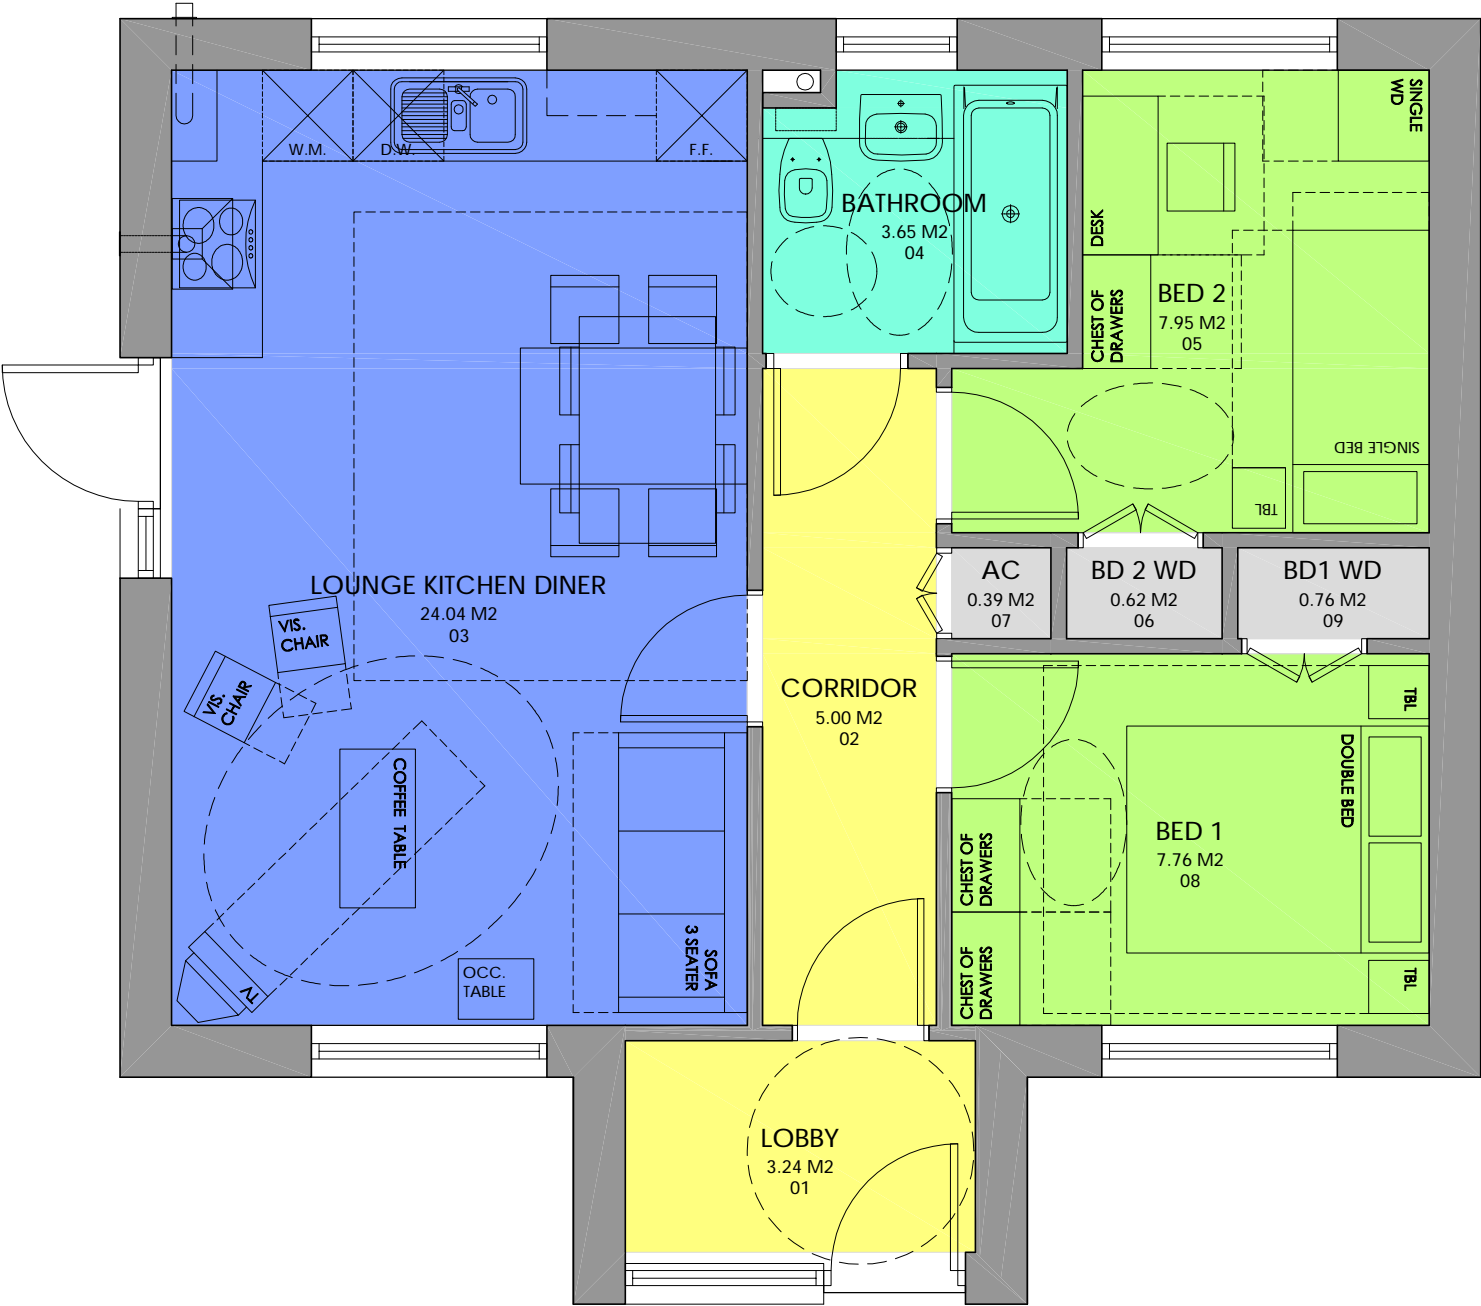 W.M.
D.W.
F.F.
BATHROOM
3.65 M2
04
SINGLE
WD
DESK
CHEST OF
DRAWERS
BED 2
7.95 M2
05
SINGLE BED
TBL
LOUNGE KITCHEN DINER
24.04 M2
03
VIS.
CHAIR
VIS.
CHAIR
COFFEE TABLE
TV
OCC.
TABLE
SOFA
3 SEATER
AC
0.39 M2
07
BD 2 WD
0.62 M2
06
BD1 WD
0.76 M2
09
CORRIDOR
5.00 M2
02
TBL
DOUBLE BED
BED 1
7.76 M2
08
CHEST OF
DRAWERS
CHEST OF
DRAWERS
TBL
LOBBY
3.24 M2
01